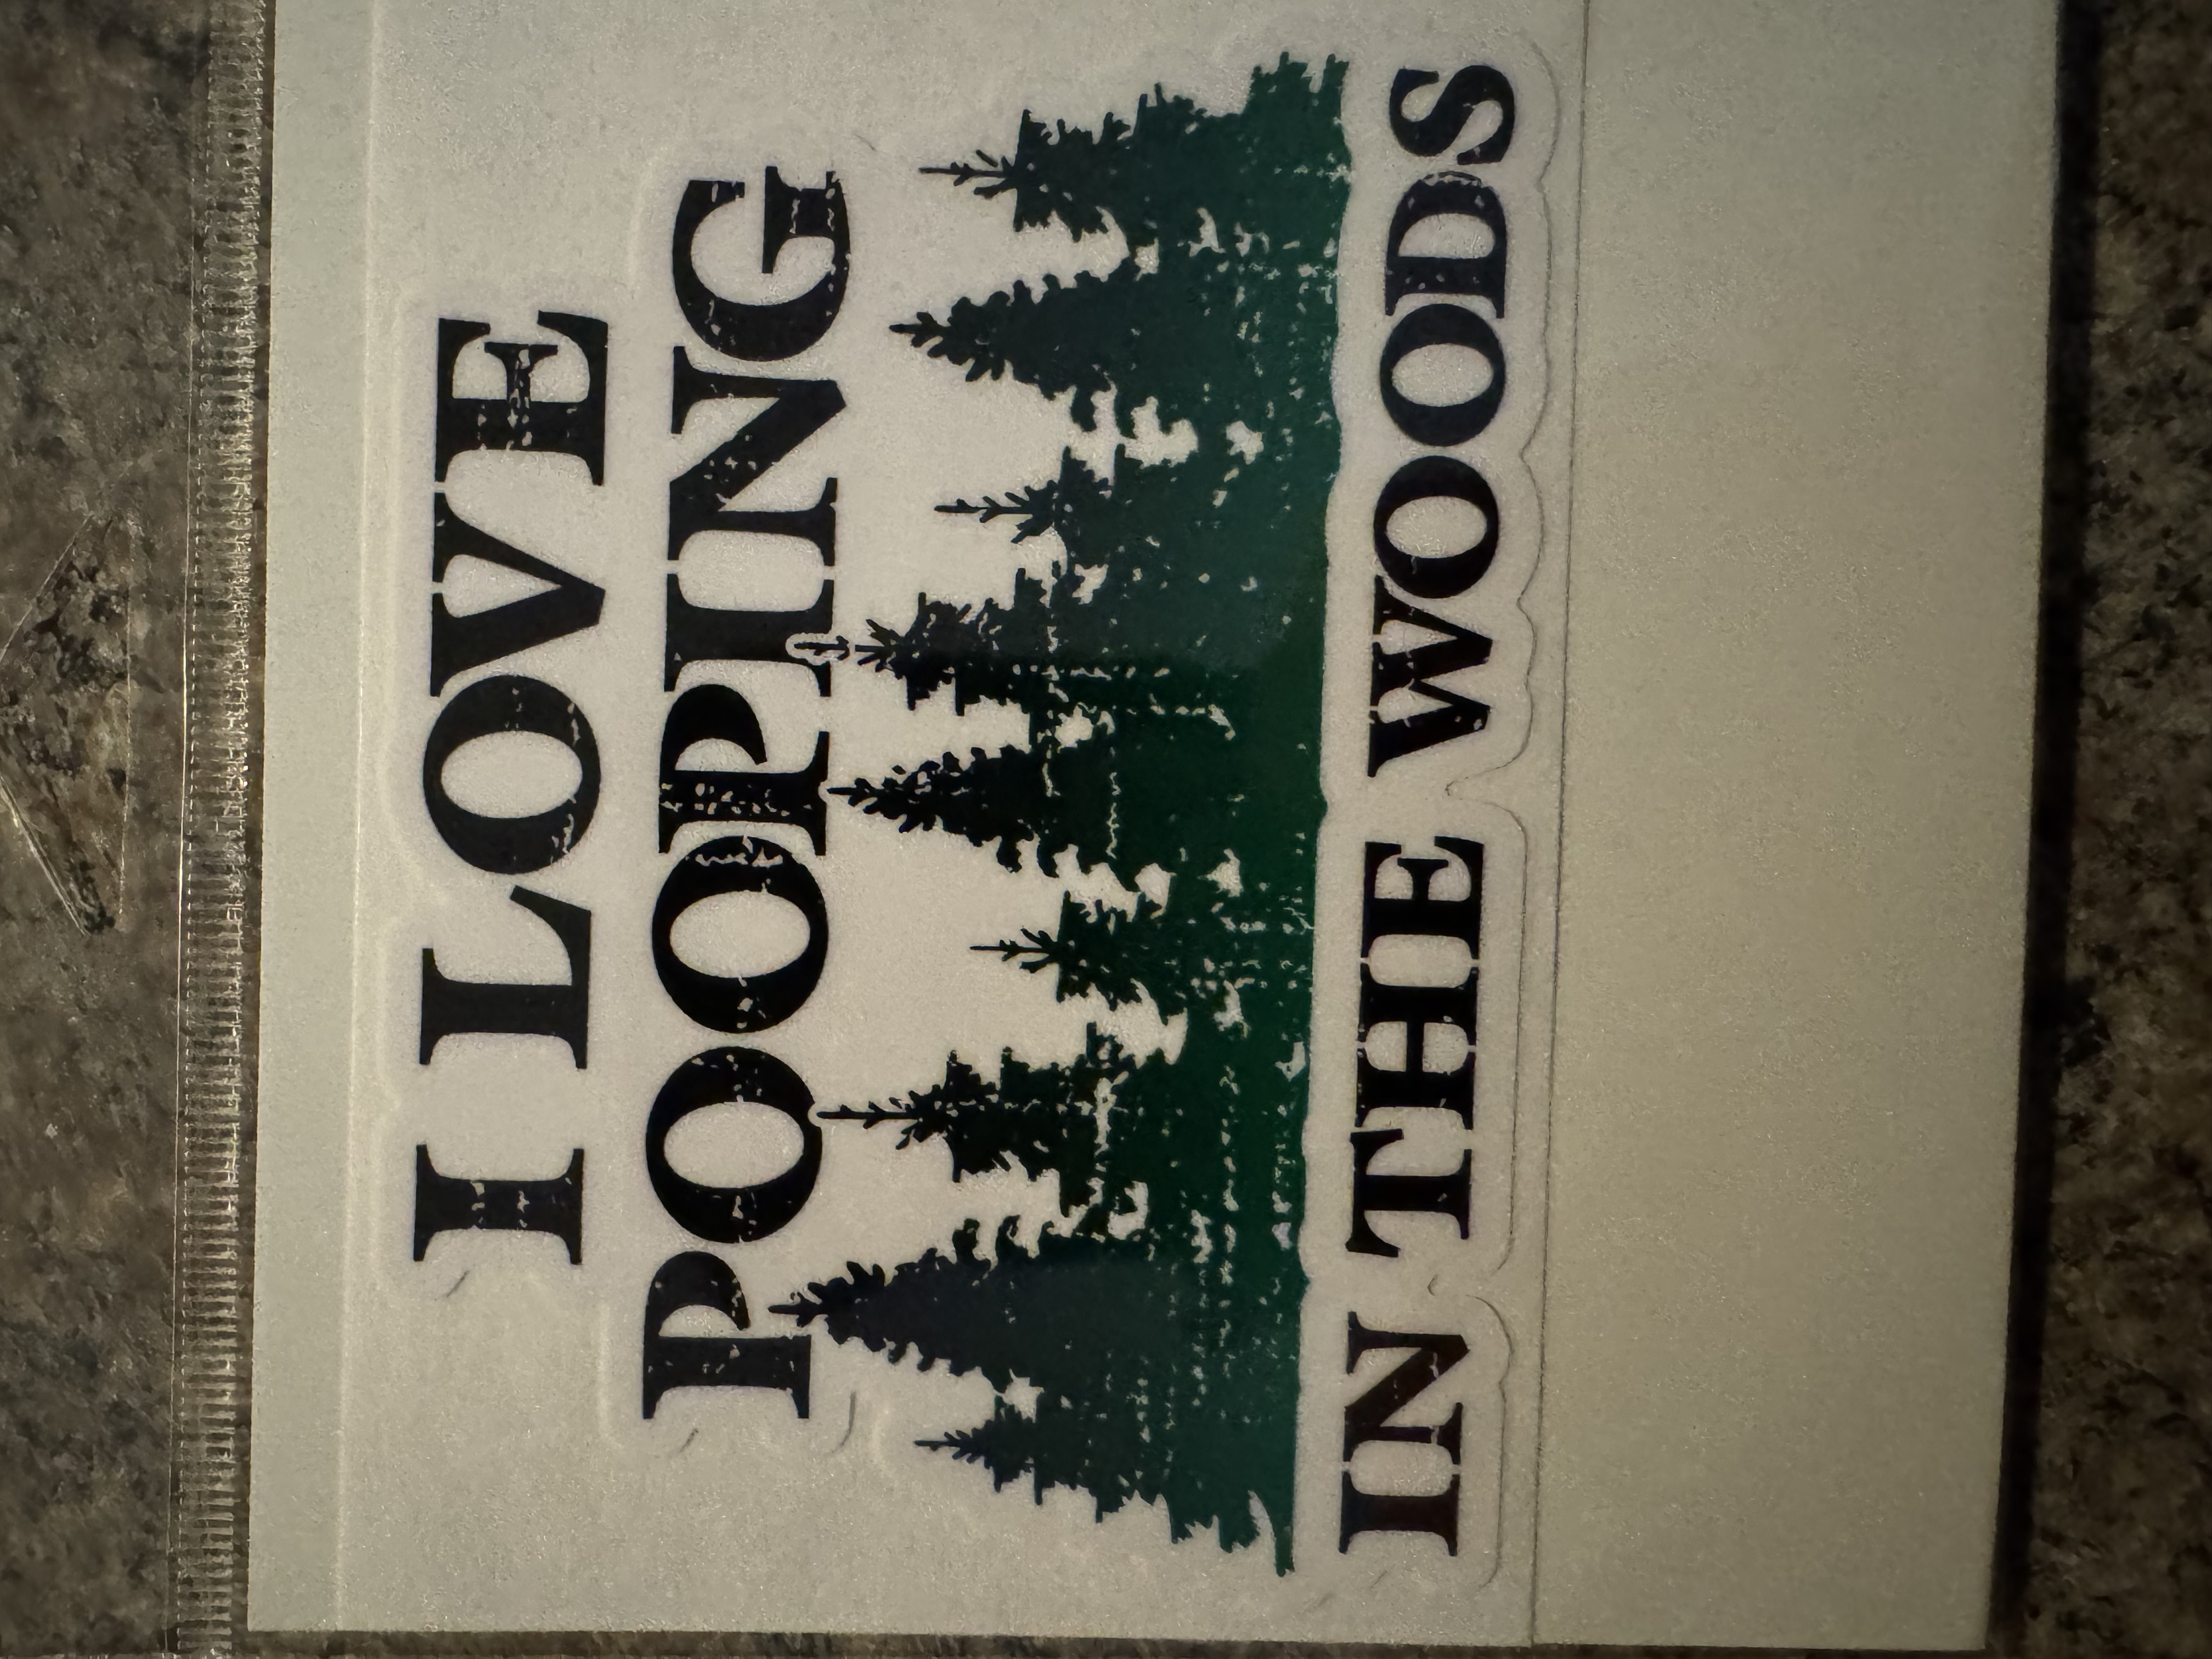 I LOVE
POOPING
IN THE WOODS